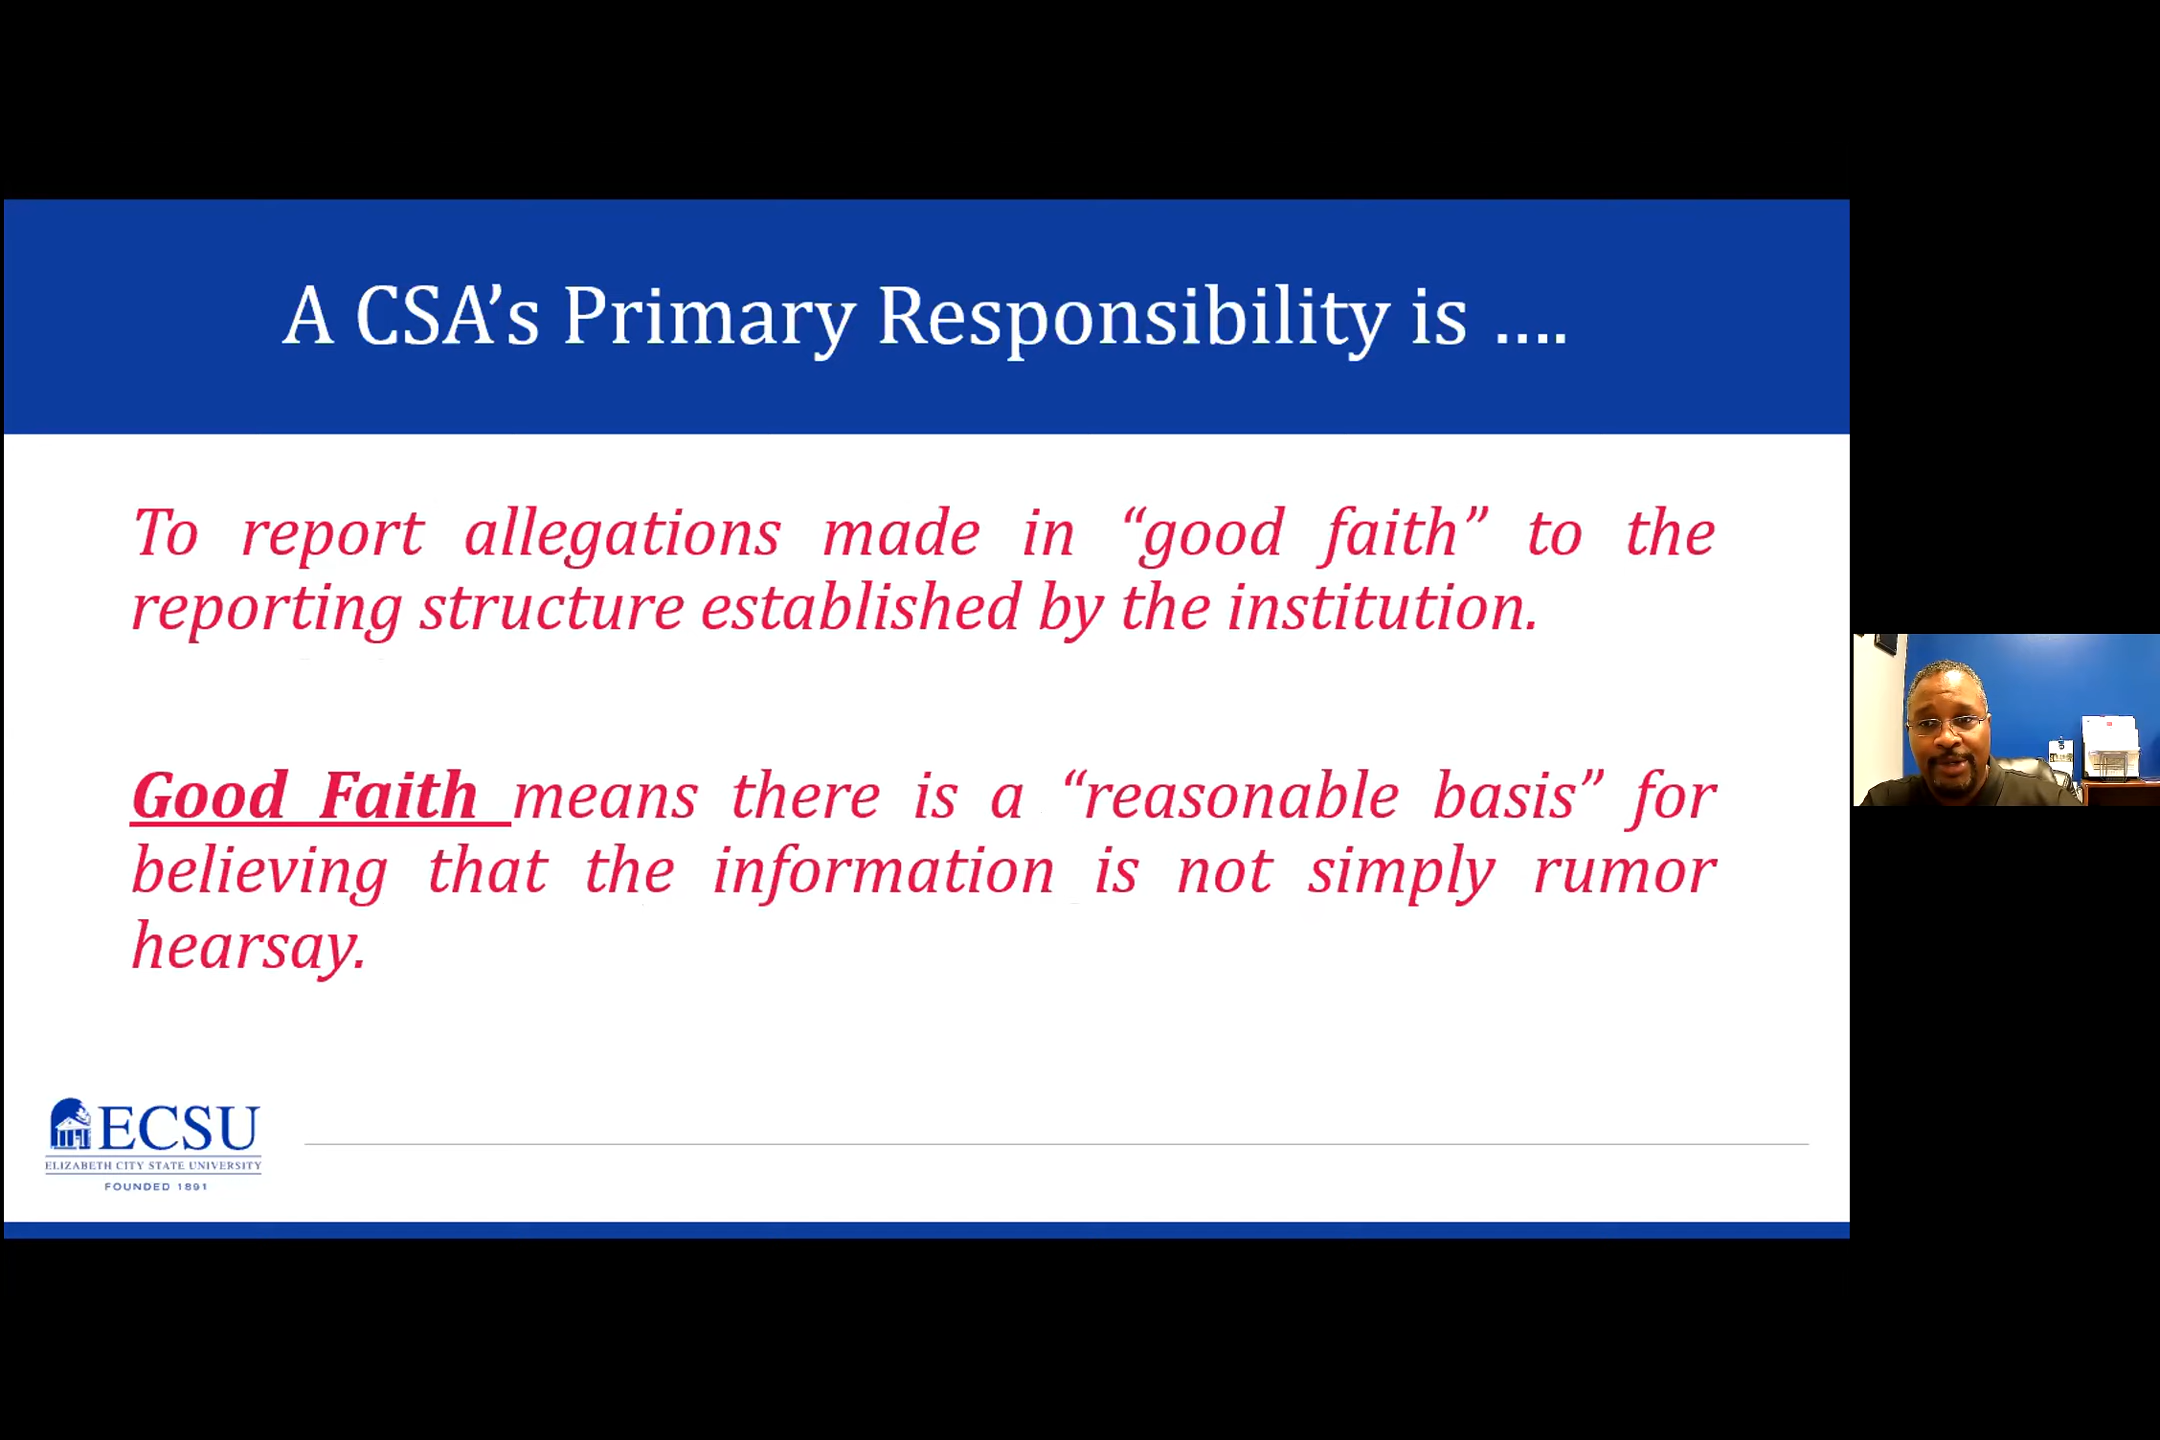 A CSA’s Primary Responsibility is ....
To report allegations made in “good faith” to the
reporting structure established by the institution.
Good Faith means there is a “reasonable basis” for
believing that the information is not simply rumor
hearsay.
ECSU
ELIZABETH CITY STATE UNIVERSITY
FOUNDED 1891